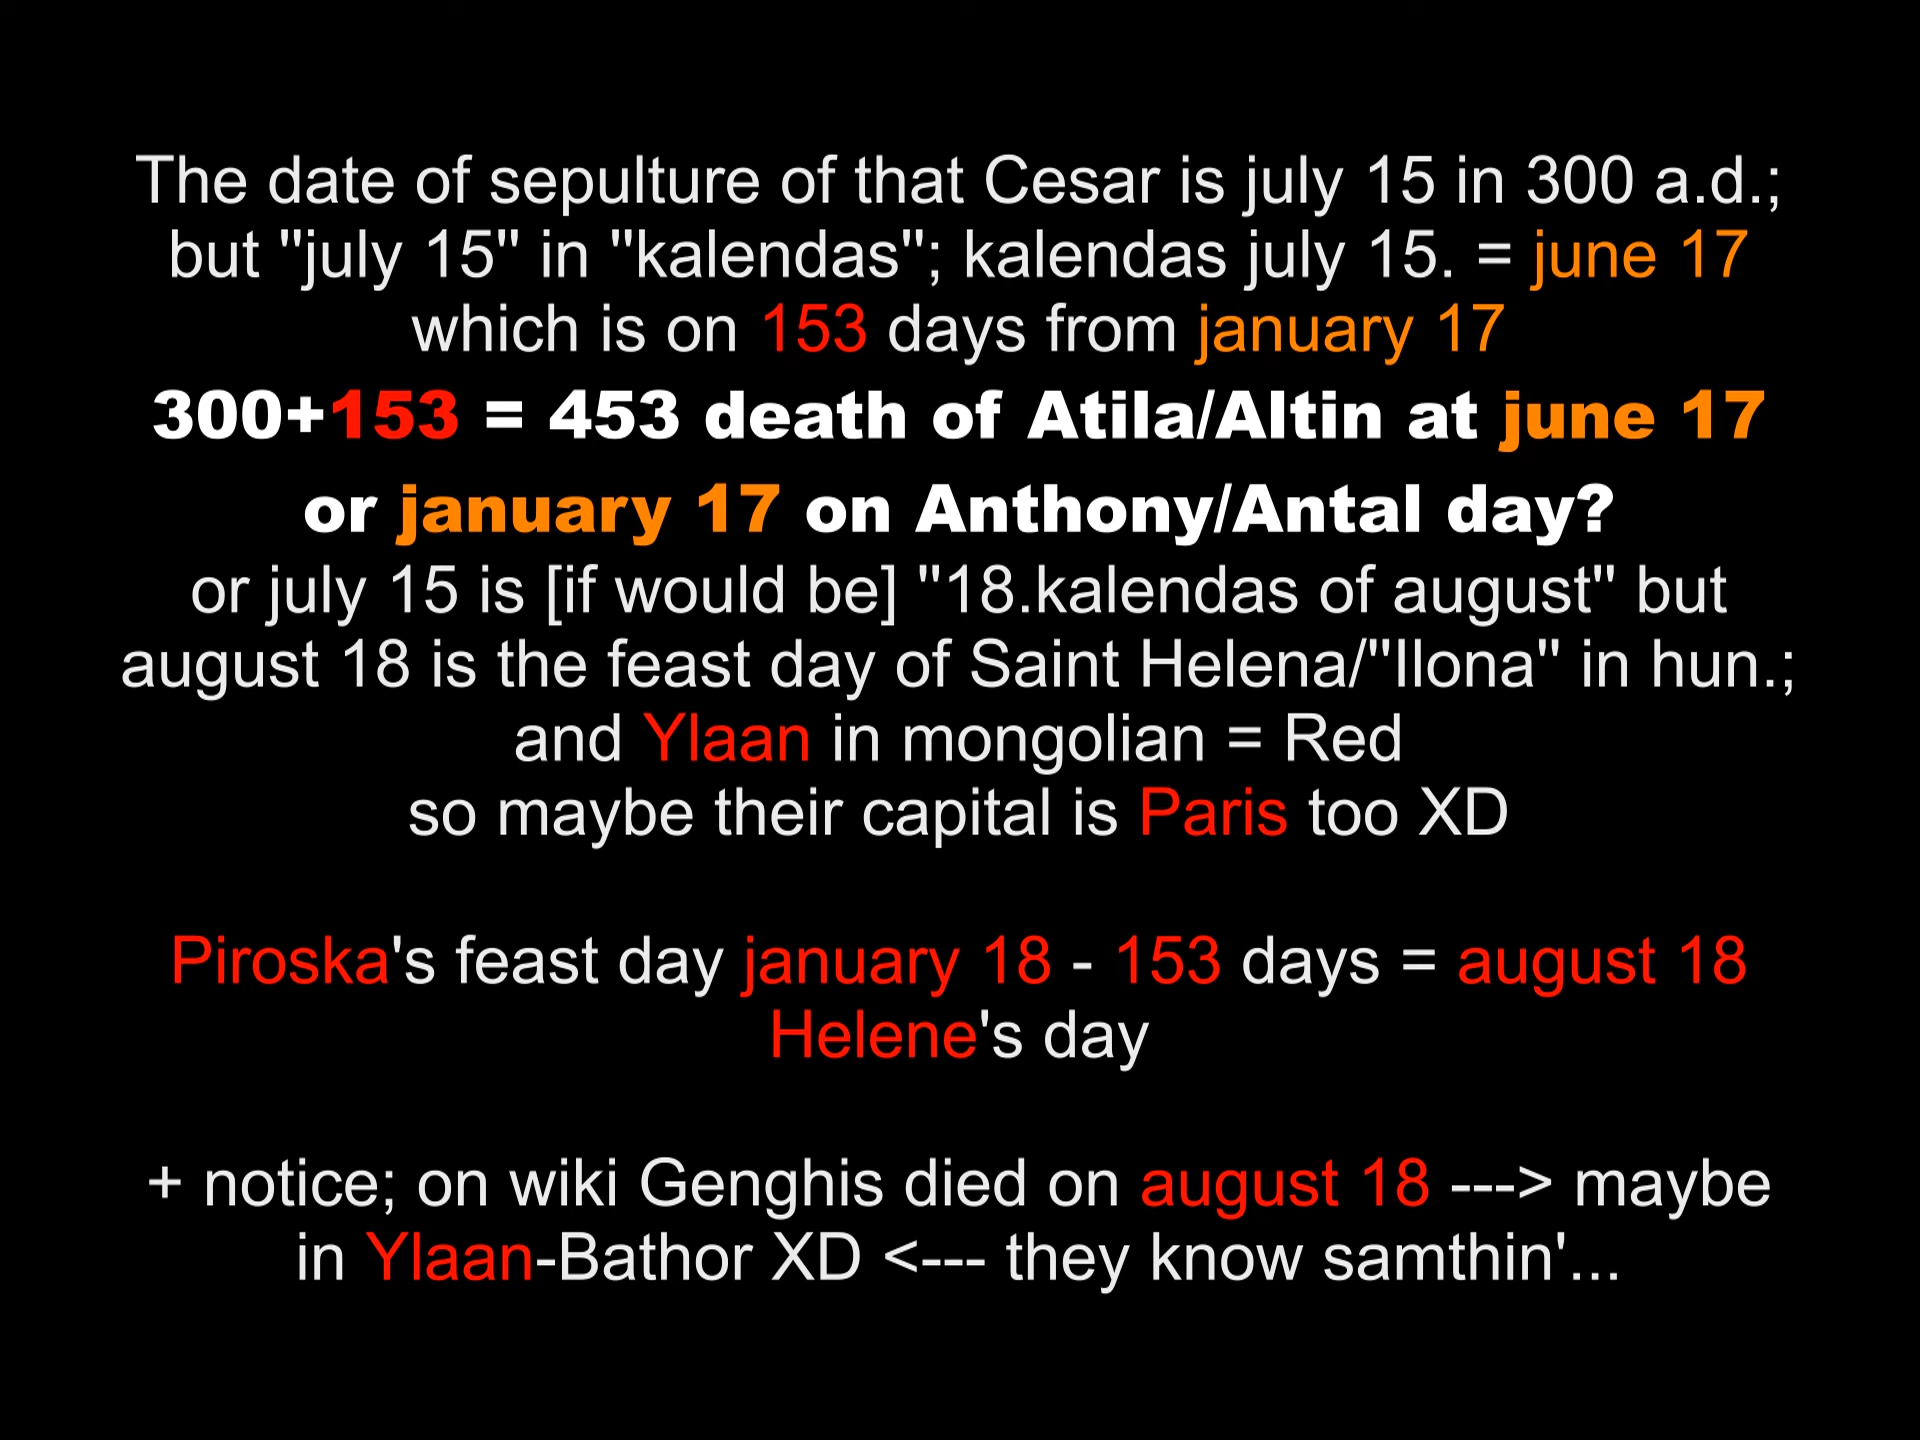 The date of sepulture of that Cesar is july 15 in 300 a.d.;
but "july 15" in "kalendas"; kalendas july 15. = june 17
which is on 153 days from january 17
300+153 = 453 death of Atila/Altin at june 17
or january 17 on Anthony/Antal day?
or july 15 is [if would be] "18.kalendas of august" but
august 18 is the feast day of Saint Helena/"Ilona" in hun.;
and Ylaan in mongolian = Red
so maybe their capital is Paris too XD
Piroska's feast day january 18 - 153 days = august 18
Helene's day
+ notice; on wiki Genghis died on august 18 ---> maybe
in Ylaan-Bathor XD <--- they know samthin'...